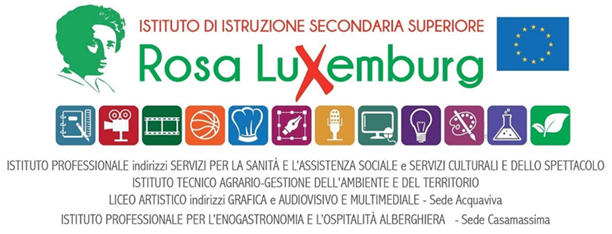 ISTITUTO DI ISTRUZIONE SECONDARIA SUPERIORE
Rosa LuXemburg
ISTITUTO PROFESSIONALE indirizzi SERVIZI PER LA SANITÀ E L'ASSISTENZA SOCIALE e SERVIZI CULTURALI E DELLO SPETTACOLO
ISTITUTO TECNICO AGRARIO-GESTIONE DELL'AMBIENTE E DEL TERRITORIO
LICEO ARTISTICO indirizzi GRAFICA e AUDIOVISIVO E MULTIMEDIALE - Sede Acquaviva
ISTITUTO PROFESSIONALE PER L'ENOGASTRONOMIA E L'OSPITALITÀ ALBERGHIERA - Sede Casamassima